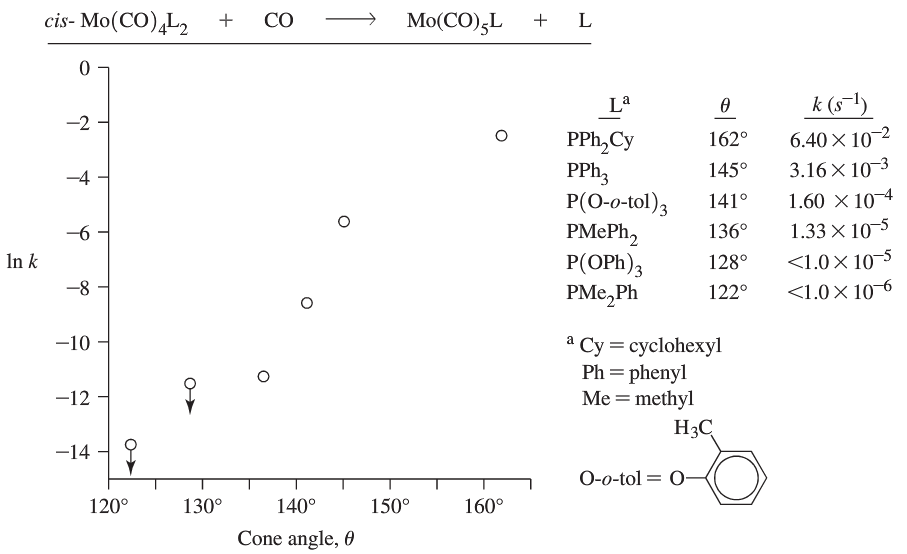 cis- Mo(CO)₄L₂ + CO ⟶ Mo(CO)₅L + L
0
−2
−4
−6
−8
−10
−12
−14
ln k
120° 130° 140° 150° 160°
Cone angle, θ
Lᵃ θ k (s⁻¹)
PPh₂Cy 162° 6.40 × 10⁻²
PPh₃ 145° 3.16 × 10⁻³
P(O-o-tol)₃ 141° 1.60 × 10⁻⁴
PMePh₂ 136° 1.33 × 10⁻⁵
P(OPh)₃ 128° <1.0 × 10⁻⁵
PMe₂Ph 122° <1.0 × 10⁻⁶
ᵃ Cy = cyclohexyl
Ph = phenyl
Me = methyl
H₃C
O-o-tol = O